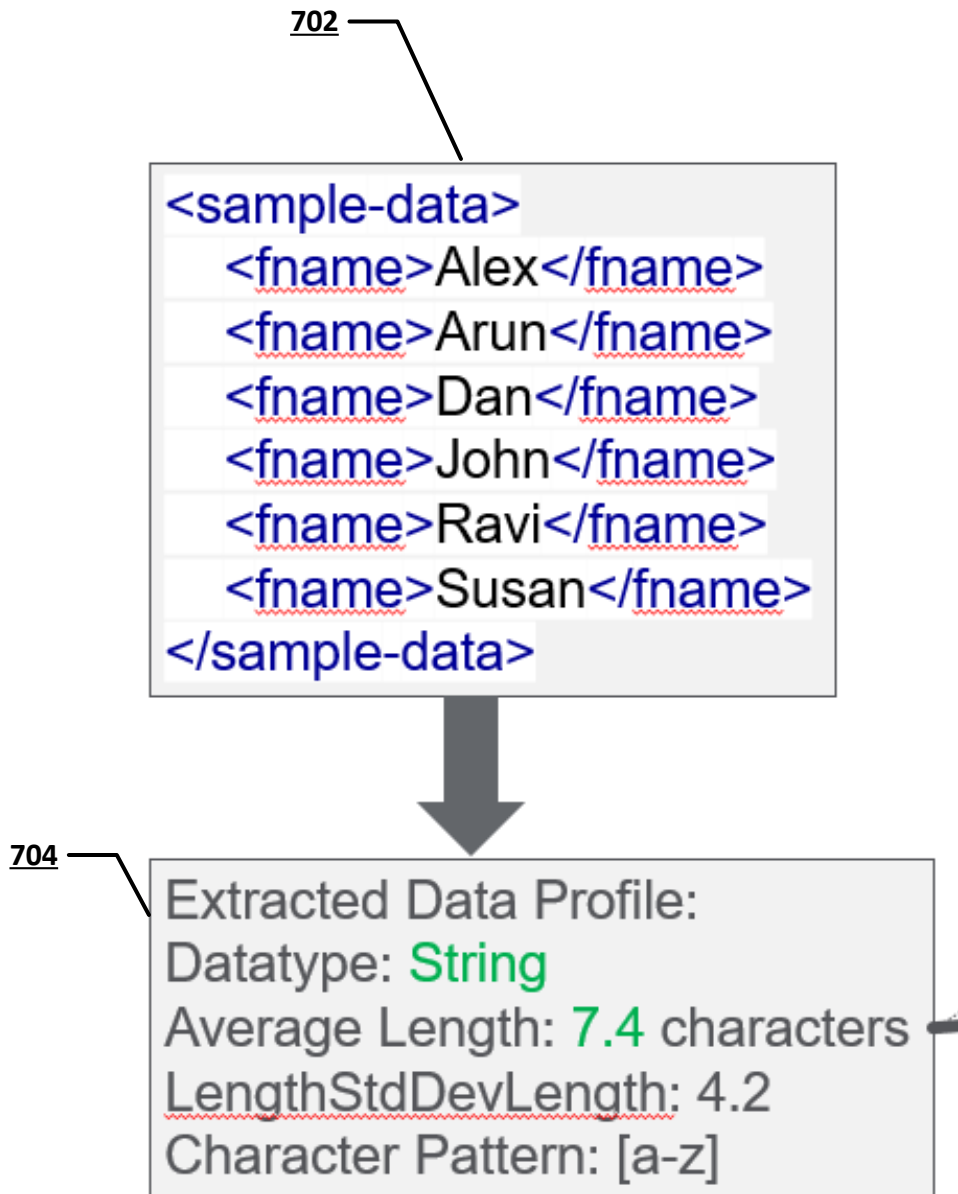 702
<sample-data>
<fname>Alex</fname>
<fname>Arun</fname>
<fname>Dan</fname>
<fname>John</fname>
<fname>Ravi</fname>
<fname>Susan</fname>
</sample-data>
704
Extracted Data Profile:
Datatype: String
Average Length: 7.4 characters
LengthStdDevLength: 4.2
Character Pattern: [a-z]